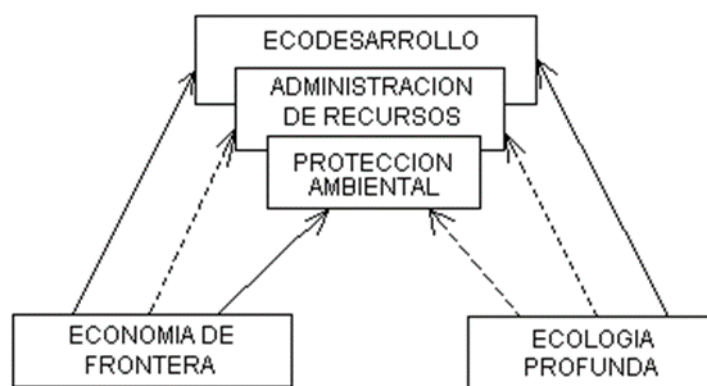 ECODESARROLLO
ADMINISTRACION
DE RECURSOS
PROTECCION
AMBIENTAL
ECONOMIA DE
FRONTERA
ECOLOGIA
PROFUNDA